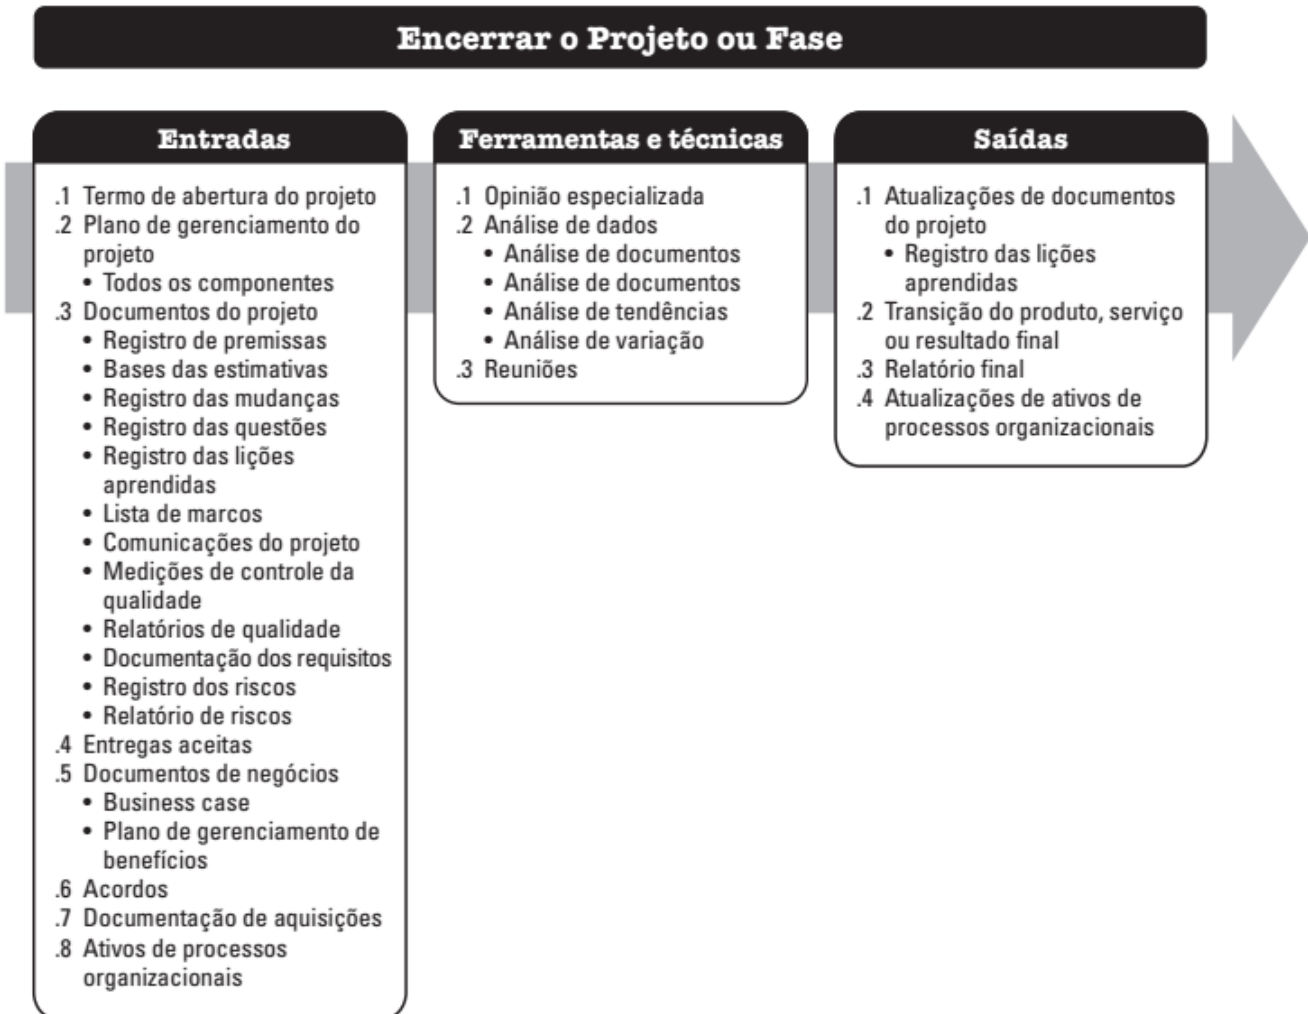 Encerrar o Projeto ou Fase
Entradas
.1 Termo de abertura do projeto
.2 Plano de gerenciamento do
projeto
• Todos os componentes
.3 Documentos do projeto
• Registro de premissas
• Bases das estimativas
• Registro das mudanças
• Registro das questões
• Registro das lições
aprendidas
• Lista de marcos
• Comunicações do projeto
• Medições de controle da
qualidade
• Relatórios de qualidade
• Documentação dos requisitos
• Registro dos riscos
• Relatório de riscos
.4 Entregas aceitas
.5 Documentos de negócios
• Business case
• Plano de gerenciamento de
benefícios
.6 Acordos
.7 Documentação de aquisições
.8 Ativos de processos
organizacionais
Ferramentas e técnicas
.1 Opinião especializada
.2 Análise de dados
• Análise de documentos
• Análise de documentos
• Análise de tendências
• Análise de variação
.3 Reuniões
Saídas
.1 Atualizações de documentos
do projeto
• Registro das lições
aprendidas
.2 Transição do produto, serviço
ou resultado final
.3 Relatório final
.4 Atualizações de ativos de
processos organizacionais